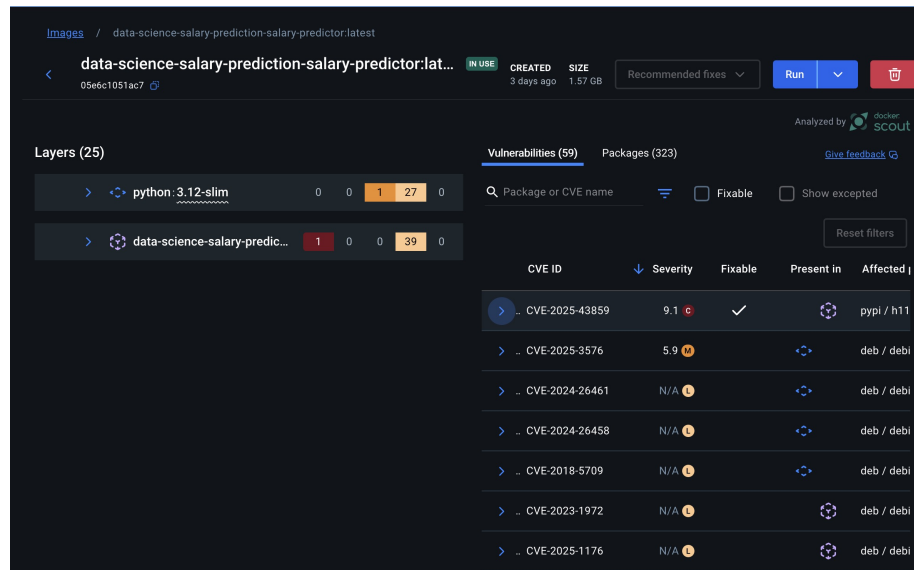 Images / data-science-salary-prediction-salary-predictor:latest
data-science-salary-prediction-salary-predictor:lat... IN USE CREATED SIZE Recommended fixes Run
05e6c1051ac7 3 days ago 1.57 GB
Analyzed by docker scout
Layers (25)
Vulnerabilities (59) Packages (323) Give feedback
python:3.12-slim 0 0 1 27 0
Package or CVE name Fixable Show excepted
Reset filters
data-science-salary-predic... 1 0 0 39 0
CVE ID Severity Fixable Present in Affected
.. CVE-2025-43859 9.1 C pypi / h11
.. CVE-2025-3576 5.9 M deb / debi
.. CVE-2024-26461 N/A L deb / debi
.. CVE-2024-26458 N/A L deb / debi
.. CVE-2018-5709 N/A L deb / debi
.. CVE-2023-1972 N/A L deb / debi
.. CVE-2025-1176 N/A L deb / debi